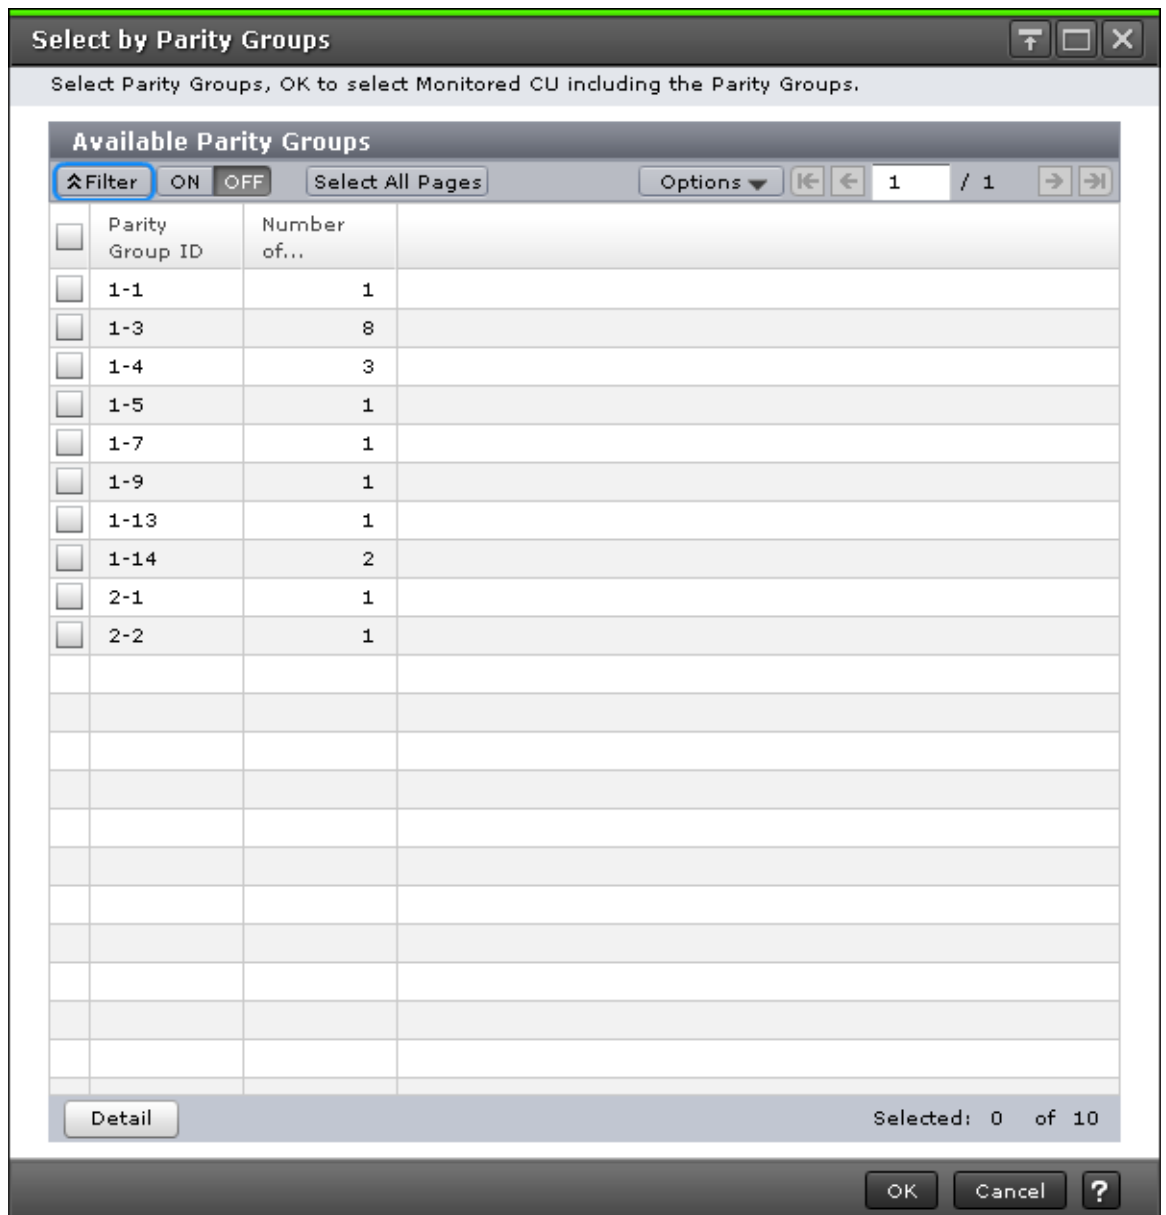 Select by Parity Groups
Select Parity Groups, OK to select Monitored CU including the Parity Groups.
Available Parity Groups
Filter ON OFF Select All Pages Options 1 / 1
Parity Number
Group ID of...
1-1 1
1-3 8
1-4 3
1-5 1
1-7 1
1-9 1
1-13 1
1-14 2
2-1 1
2-2 1
Detail Selected: 0 of 10
OK Cancel ?